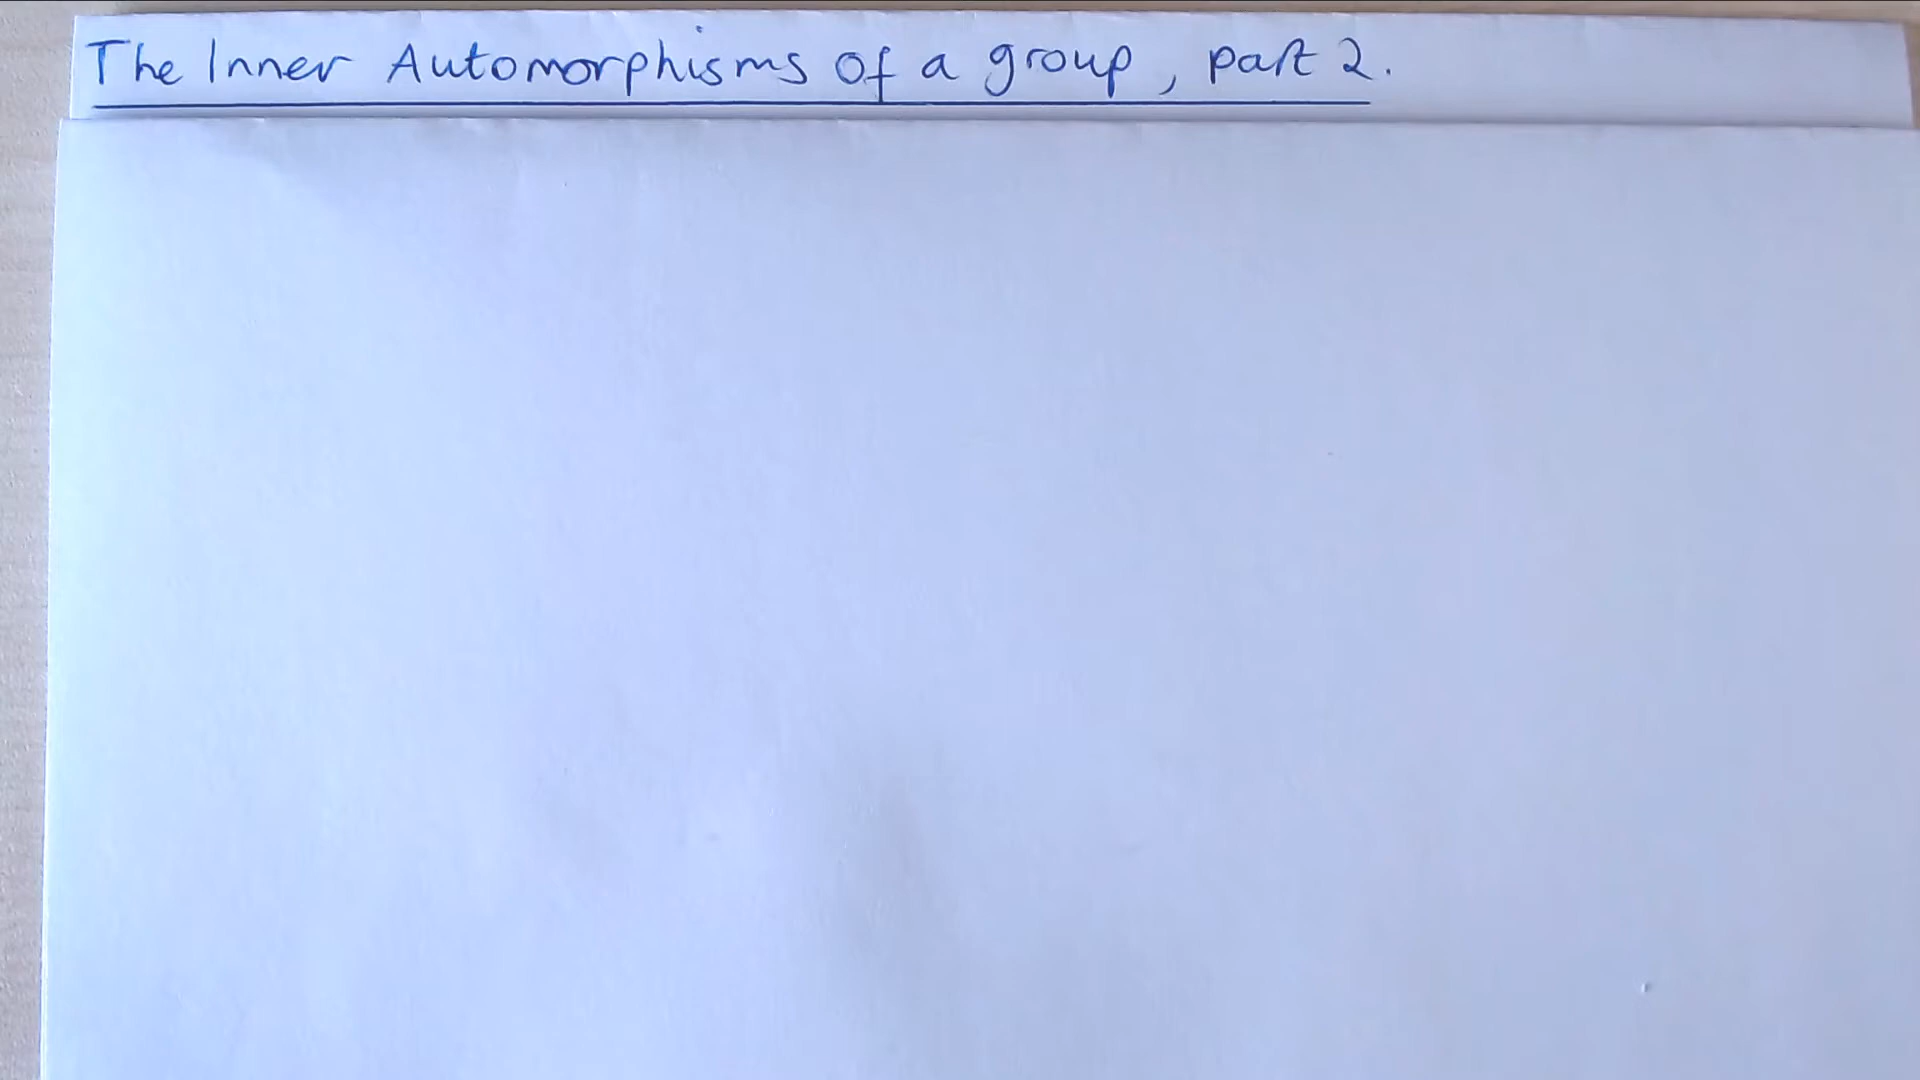 The Inner Automorphisms of a group, part 2.